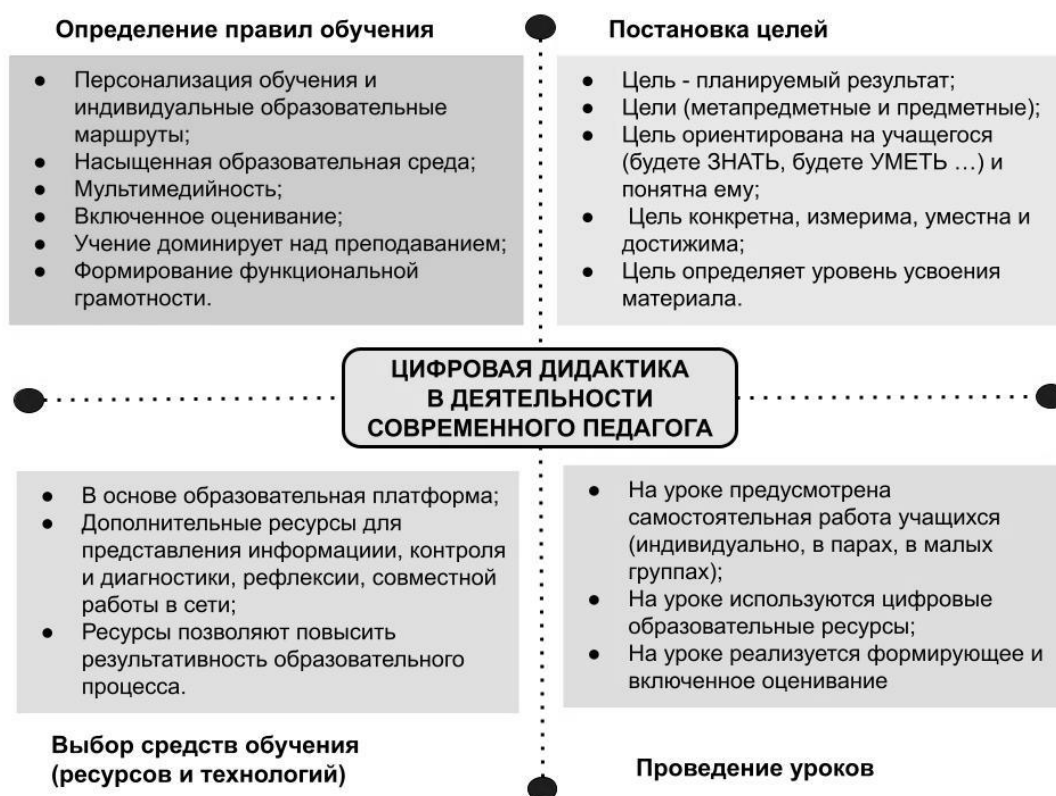 Определение правил обучения
● Персонализация обучения и
индивидуальные образовательные
маршруты;
● Насыщенная образовательная среда;
● Мультимедийность;
● Включенное оценивание;
● Учение доминирует над преподаванием;
● Формирование функциональной
грамотности.
Постановка целей
● Цель - планируемый результат;
● Цели (метапредметные и предметные);
● Цель ориентирована на учащегося
(будете ЗНАТЬ, будете УМЕТЬ ...) и
понятна ему;
● Цель конкретна, измерима, уместна и
достижима;
● Цель определяет уровень усвоения
материала.
ЦИФРОВАЯ ДИДАКТИКА
В ДЕЯТЕЛЬНОСТИ
СОВРЕМЕННОГО ПЕДАГОГА
● В основе образовательная платформа;
● Дополнительные ресурсы для
представления информациии, контроля
и диагностики, рефлексии, совместной
работы в сети;
● Ресурсы позволяют повысить
результативность образовательного
процесса.
Выбор средств обучения
(ресурсов и технологий)
● На уроке предусмотрена
самостоятельная работа учащихся
(индивидуально, в парах, в малых
группах);
● На уроке используются цифровые
образовательные ресурсы;
● На уроке реализуется формирующее и
включенное оценивание
Проведение уроков